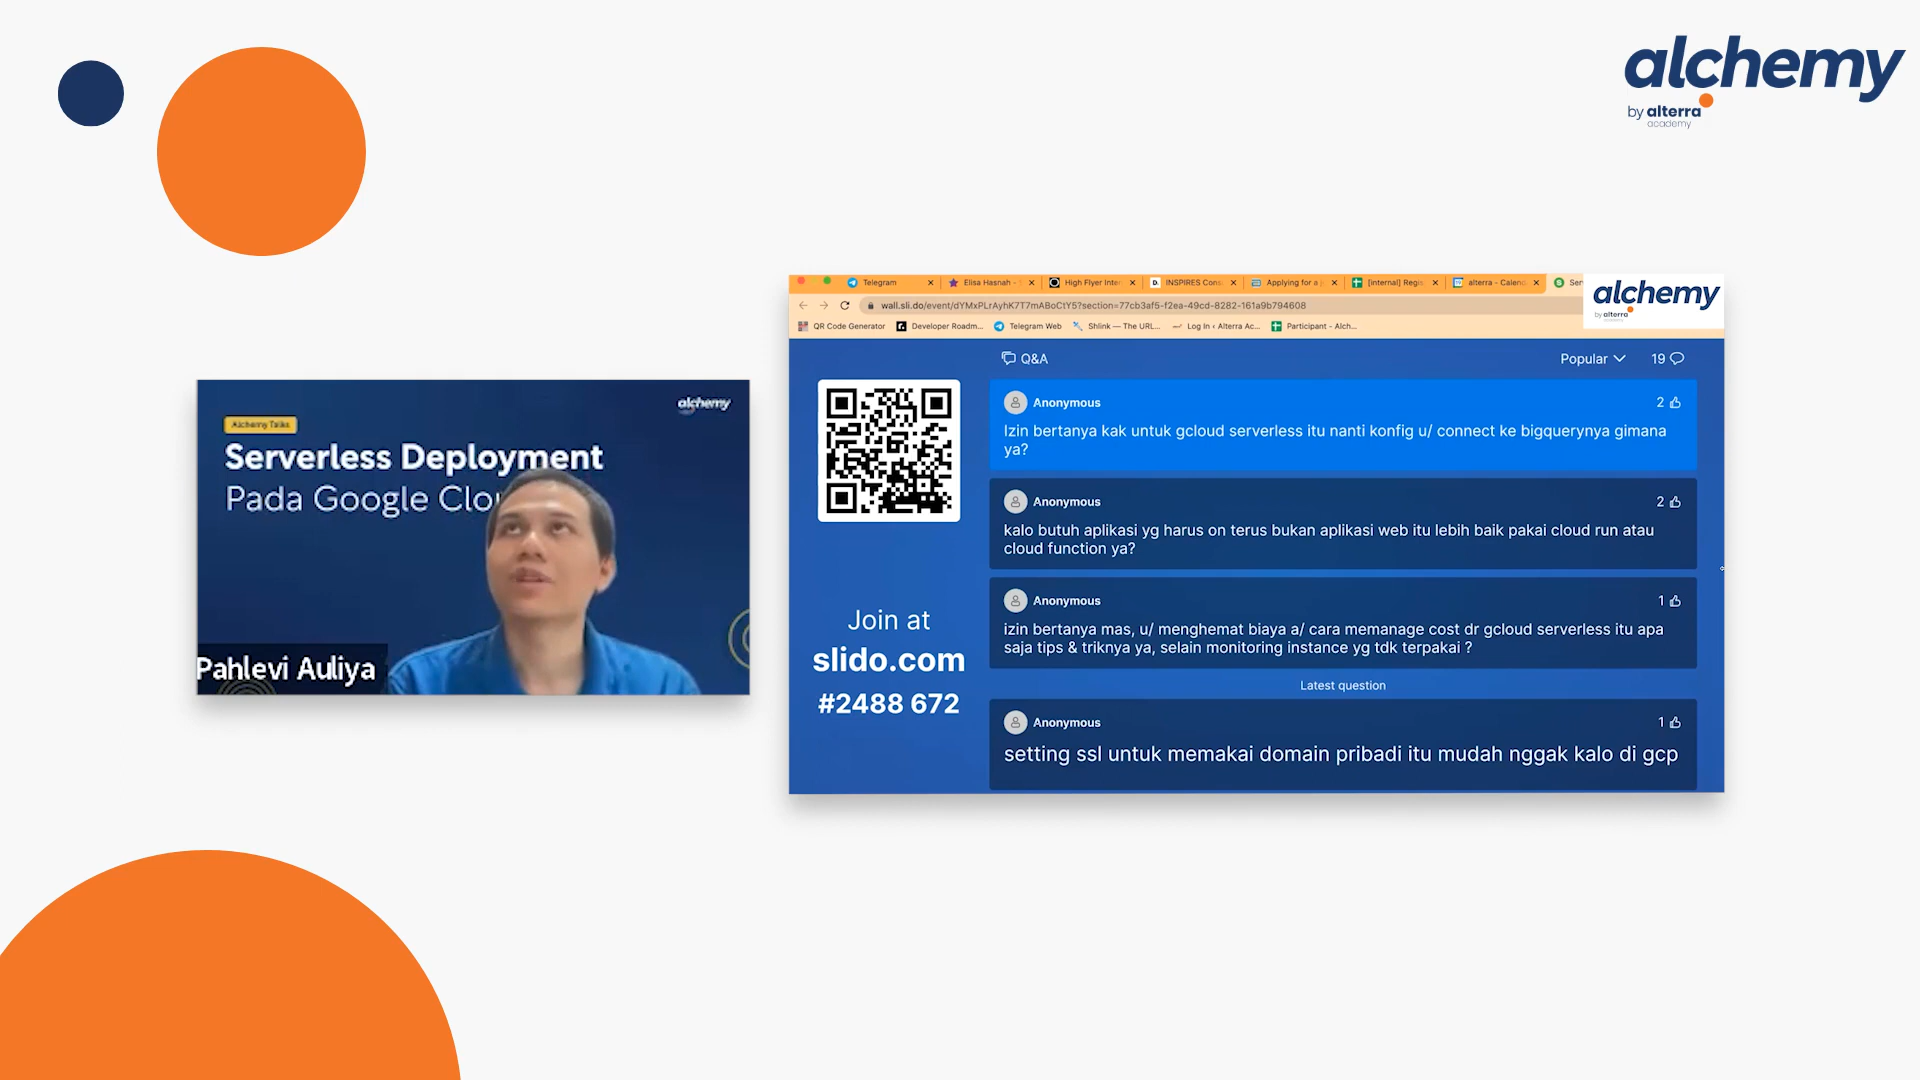 alchemy
by alterra
academy
alchemy
Alchemy Talks
Serverless Deployment
Pada Google Clou
Pahlevi Auliya
Telegram
Elisa Hasnah -
High Flyer Inte
INSPIRES Cons
Applying for a
[internal] Regis
alterra - Calend
Ser
wall.sli.do/event/dYMxPLrAyhK7T7mABoCtY5?section=77cb3af5-f2ea-49cd-8282-161a9b794608
QR Code Generator
Developer Roadm...
Telegram Web
Shlink — The URL...
Log In ‹ Alterra Ac...
Participant - Alch...
alchemy
by alterra
Q&A
Popular
19
Anonymous
2
Izin bertanya kak untuk gcloud serverless itu nanti konfig u/ connect ke bigquerynya gimana
ya?
Anonymous
2
kalo butuh aplikasi yg harus on terus bukan aplikasi web itu lebih baik pakai cloud run atau
cloud function ya?
Anonymous
1
izin bertanya mas, u/ menghemat biaya a/ cara memanage cost dr gcloud serverless itu apa
saja tips & triknya ya, selain monitoring instance yg tdk terpakai ?
Latest question
Anonymous
1
setting ssl untuk memakai domain pribadi itu mudah nggak kalo di gcp
Join at
slido.com
#2488 672